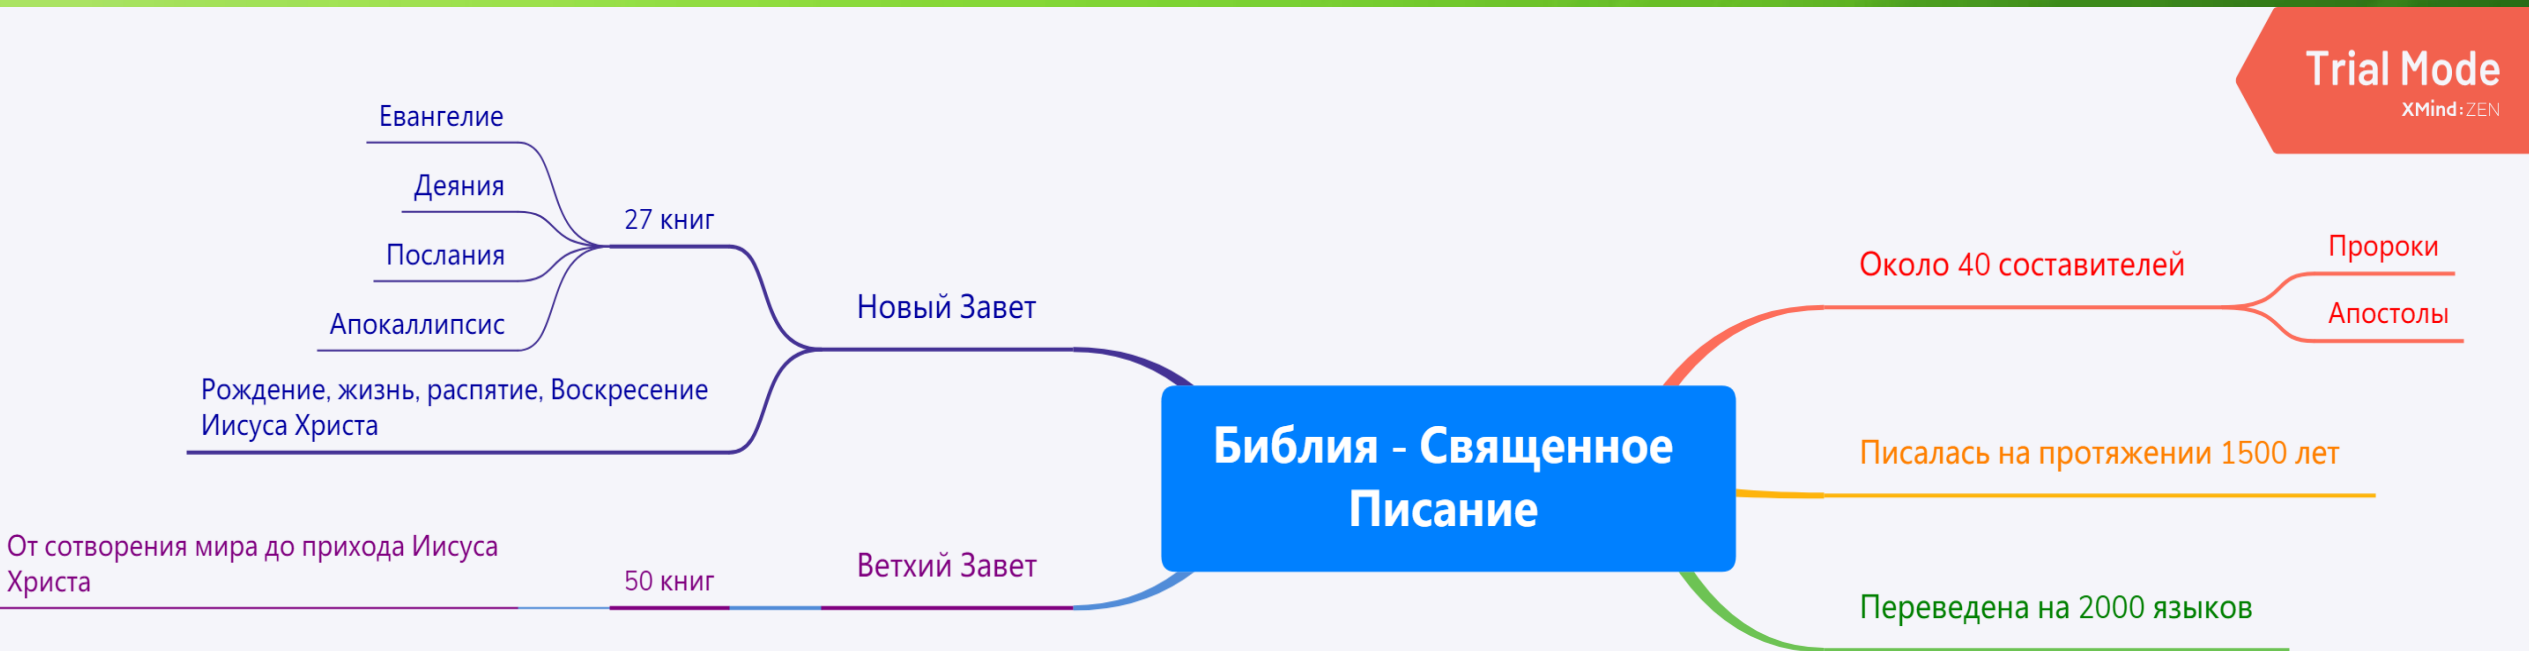 Trial Mode
XMind:ZEN
Евангелие
Деяния
Послания
Апокаллипсис
27 книг
Рождение, жизнь, распятие, Воскресение
Иисуса Христа
Новый Завет
От сотворения мира до прихода Иисуса
Христа
50 книг
Ветхий Завет
Библия - Священное
Писание
Около 40 составителей
Пророки
Апостолы
Писалась на протяжении 1500 лет
Переведена на 2000 языков